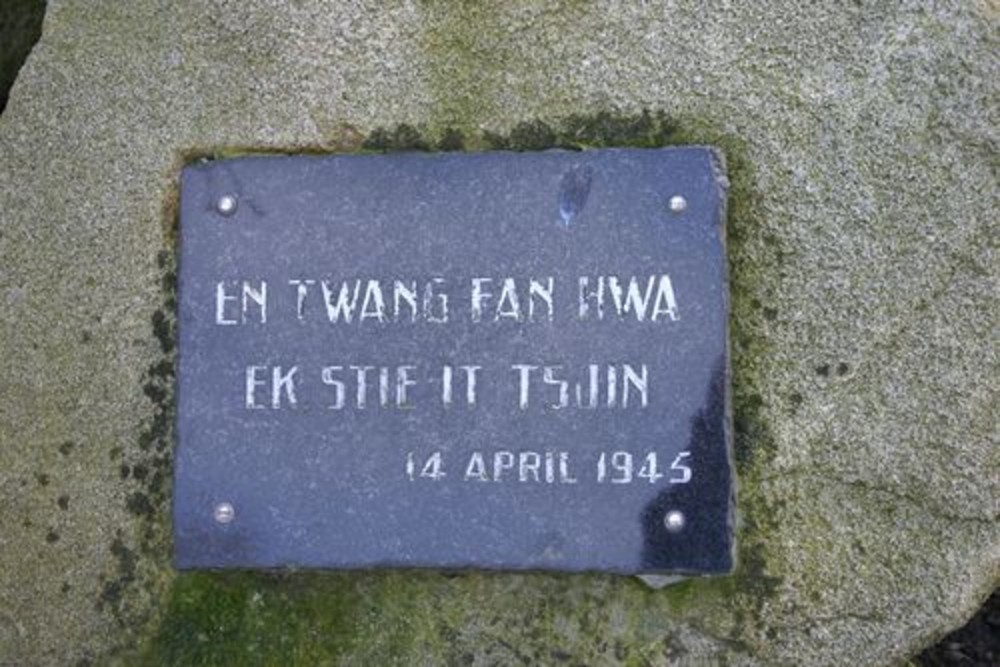 EN TWANG FAN HWA
EK STIE IT TSJIN
14 APRIL 1945